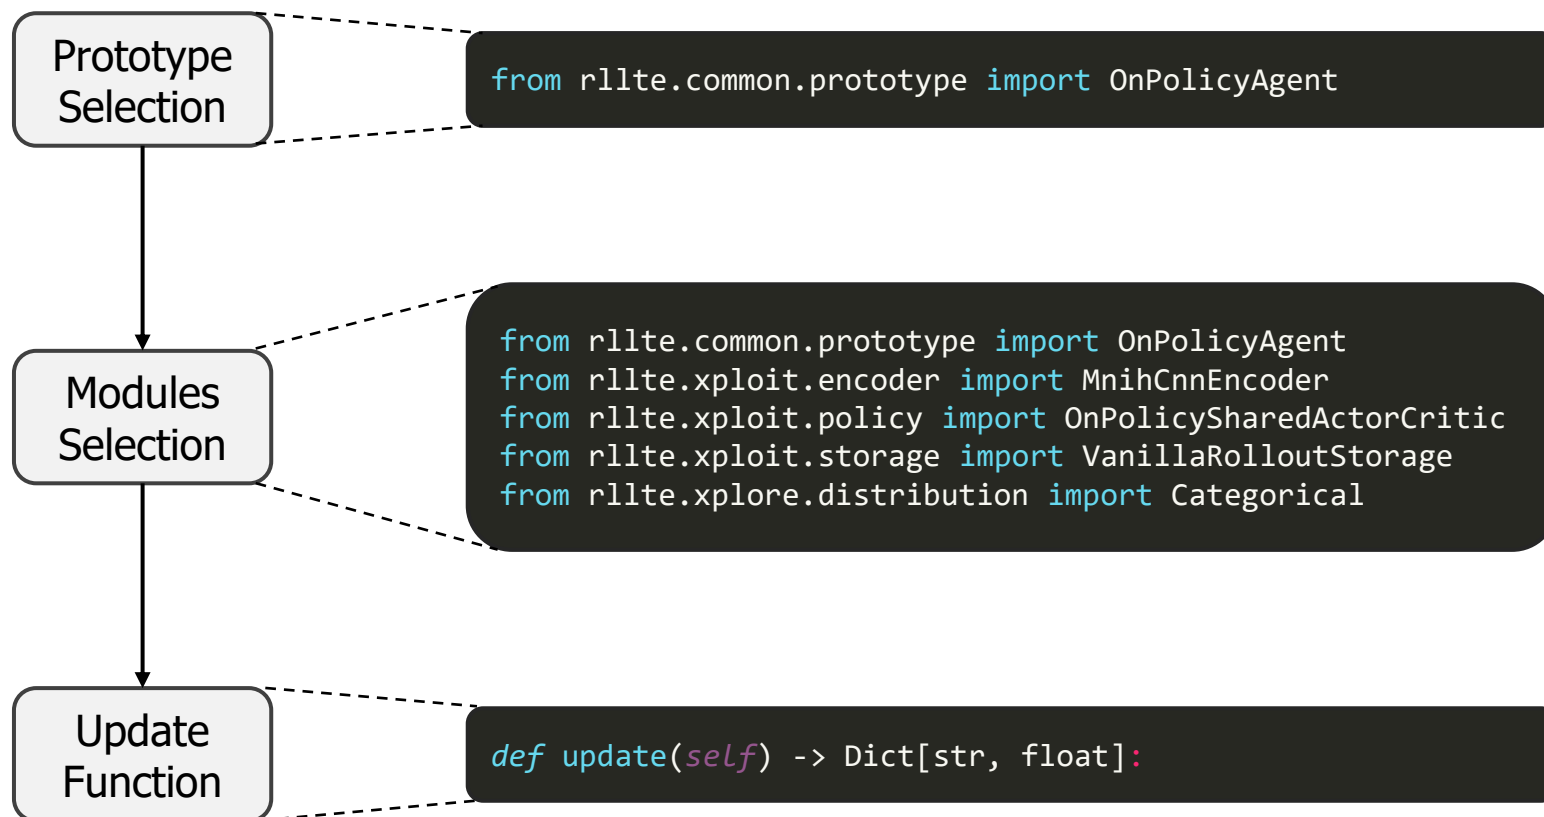 Prototype
Selection
from rllte.common.prototype import OnPolicyAgent
Modules
Selection
from rllte.common.prototype import OnPolicyAgent
from rllte.xploit.encoder import MnihCnnEncoder
from rllte.xploit.policy import OnPolicySharedActorCritic
from rllte.xploit.storage import VanillaRolloutStorage
from rllte.xplore.distribution import Categorical
Update
Function
def update(self) -> Dict[str, float]: